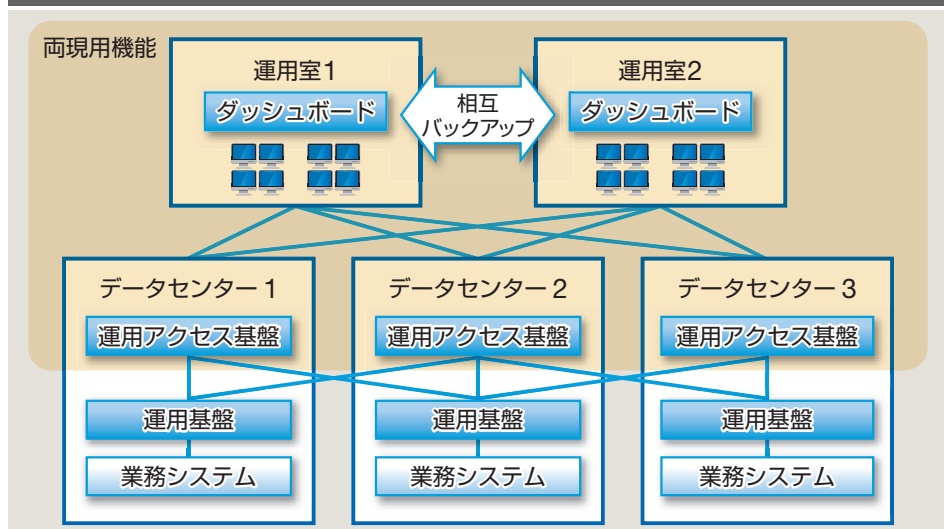 両現用機能
運用室1
運用室2
ダッシュボード
相互
バックアップ
ダッシュボード
データセンター 1
データセンター 2
データセンター 3
運用アクセス基盤
運用アクセス基盤
運用アクセス基盤
運用基盤
運用基盤
運用基盤
業務システム
業務システム
業務システム